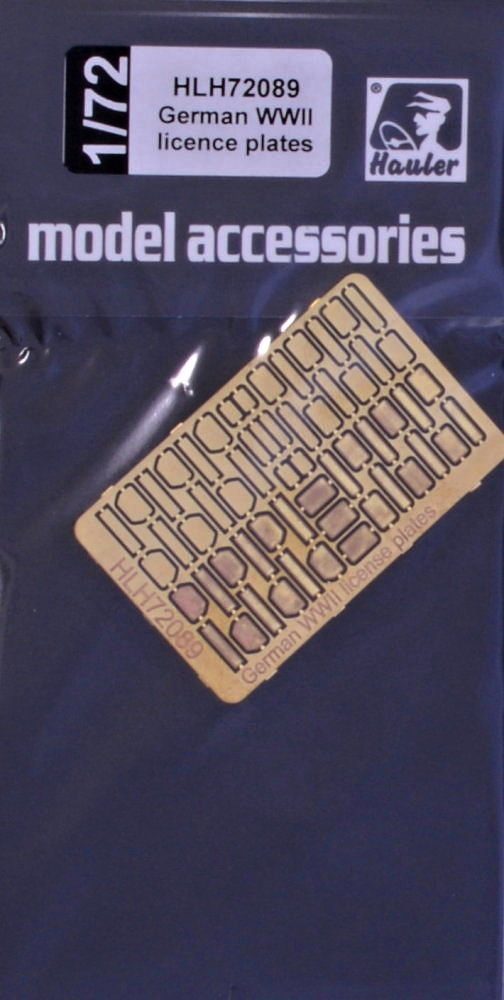 1/72
HLH72089
German WWII
licence plates
®
Hauler
model accessories
HLH72089
German WWII license plates